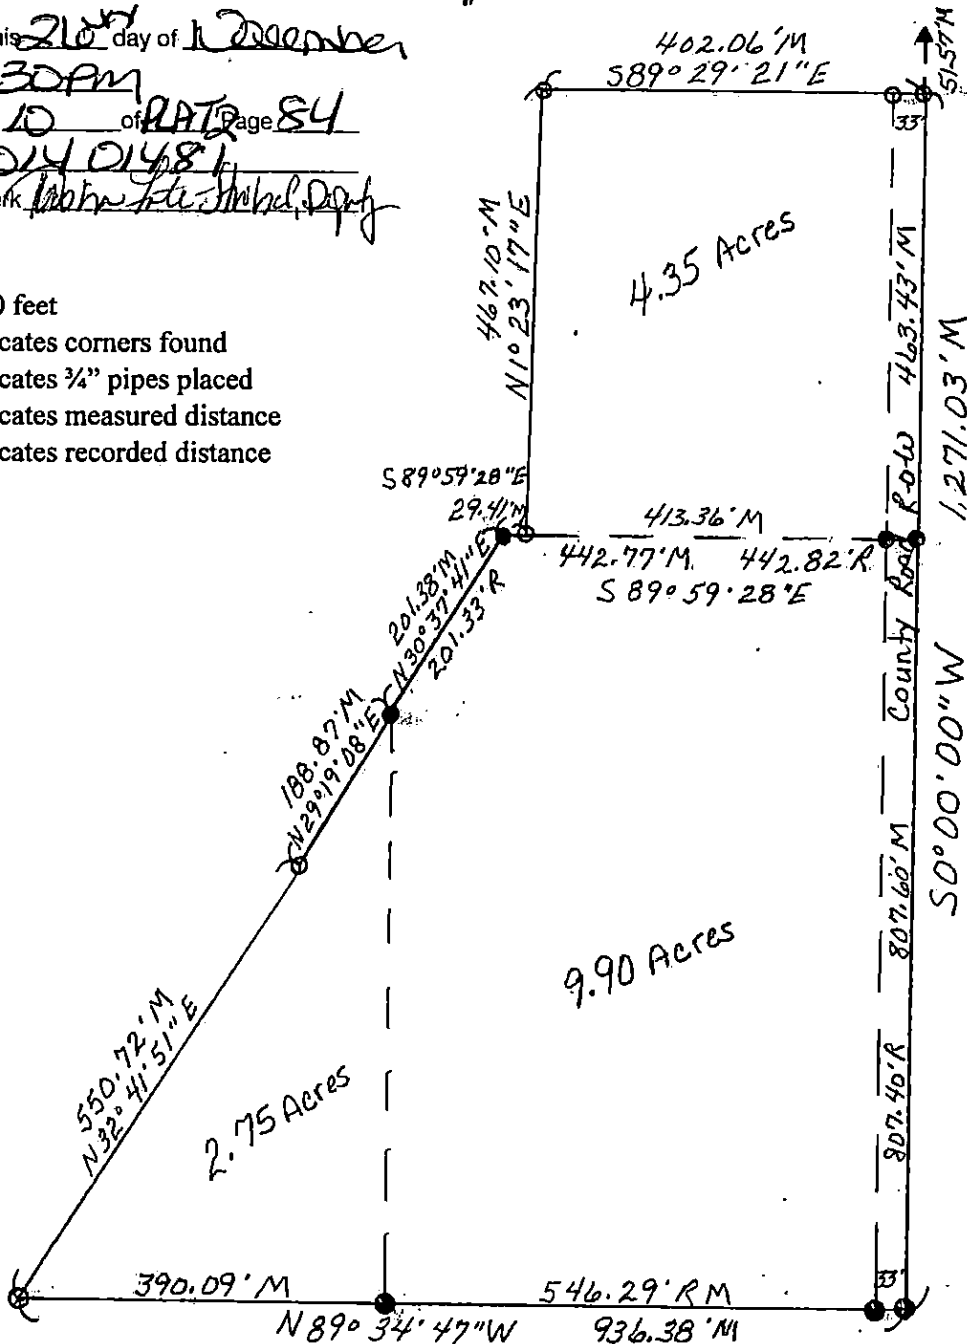 day of December
30PM
10 of PLAT2 Page 84
014 01481
Deputy
0 feet
cates corners found
cates ¾” pipes placed
cates measured distance
cates recorded distance
402.06'M
S89°29'21"E
51.57'M
33'
467.10'M
N1°23'17"E
4.35 Acres
463.43'M
1,271.03'M
S89°59'28"E
29.41'M
413.36'M
442.77'M 442.82'R
S 89°59'28"E
County Road Row
201.38'M
N30°37'41"E
201.33'R
188.87'M
N29°19'08"E
S0°00'00"W
807.60'M
9.90 Acres
550.72'M
N32°41'51"E
2.75 Acres
807.40'R
390.09'M
546.29'RM
33'
N89°34'47"W
936.38'M